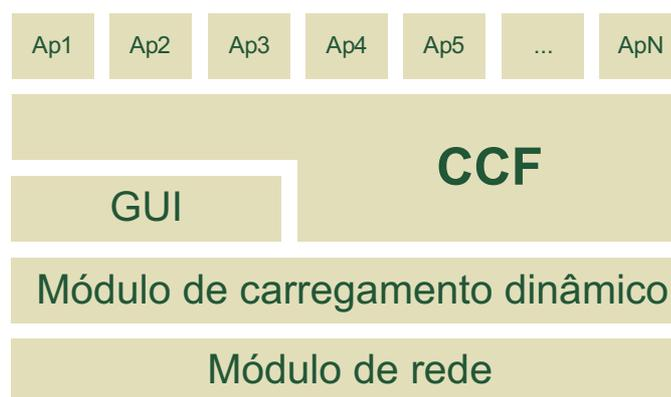 Ap1 Ap2 Ap3 Ap4 Ap5 ... ApN
CCF
GUI
Módulo de carregamento dinâmico
Módulo de rede